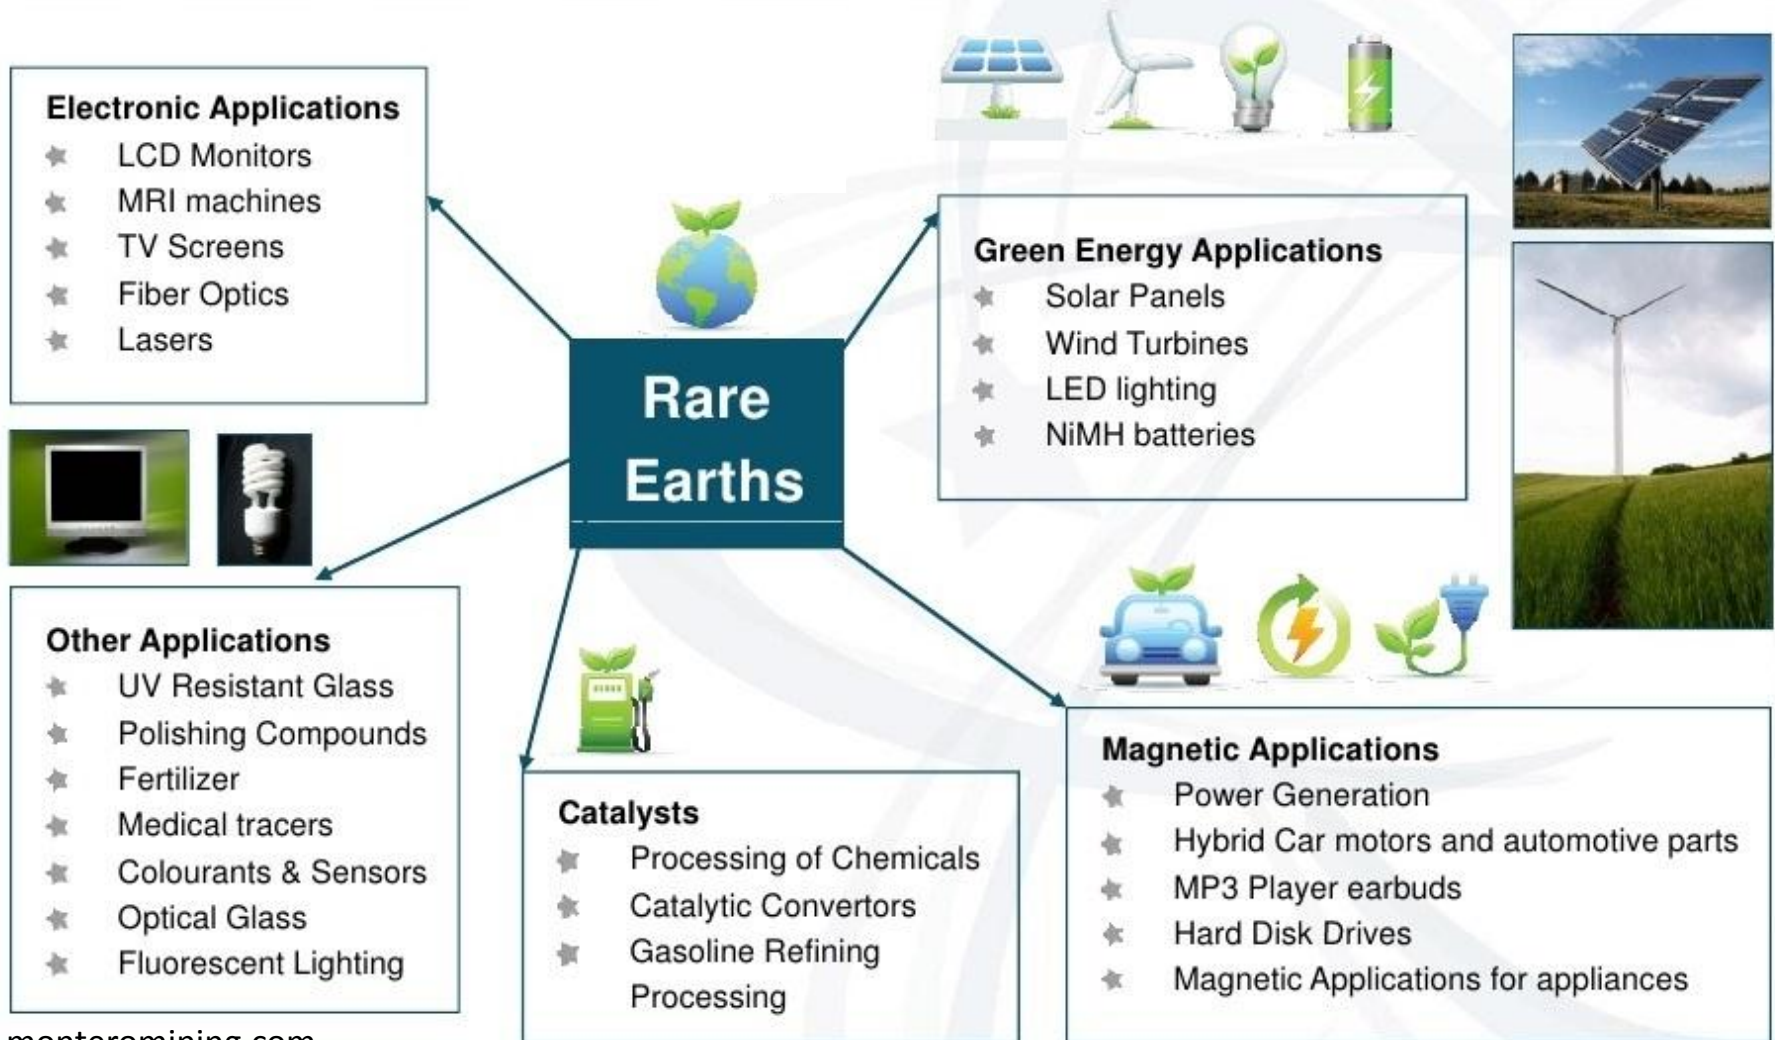 Electronic Applications
LCD Monitors
MRI machines
TV Screens
Fiber Optics
Lasers
Rare
Earths
Green Energy Applications
Solar Panels
Wind Turbines
LED lighting
NiMH batteries
Other Applications
UV Resistant Glass
Polishing Compounds
Fertilizer
Medical tracers
Colourants & Sensors
Optical Glass
Fluorescent Lighting
Catalysts
Processing of Chemicals
Catalytic Convertors
Gasoline Refining
Processing
Magnetic Applications
Power Generation
Hybrid Car motors and automotive parts
MP3 Player earbuds
Hard Disk Drives
Magnetic Applications for appliances
monteromining.com